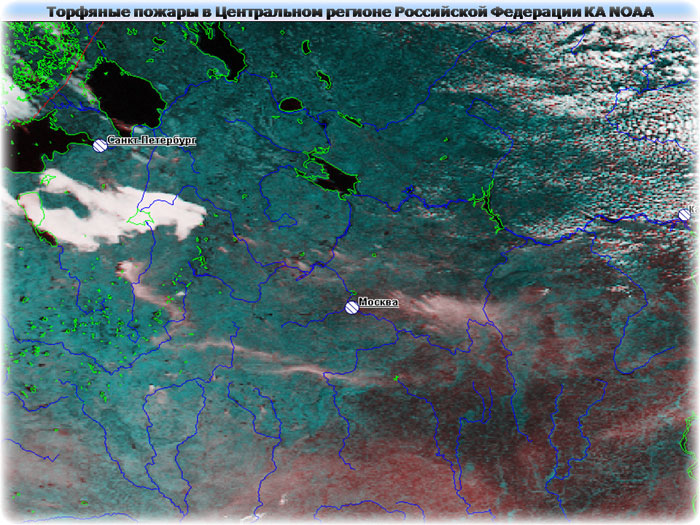 Торфяные пожары в Центральном регионе Российской Федерации КА NOAA
Санкт-Петербург
К
Москва